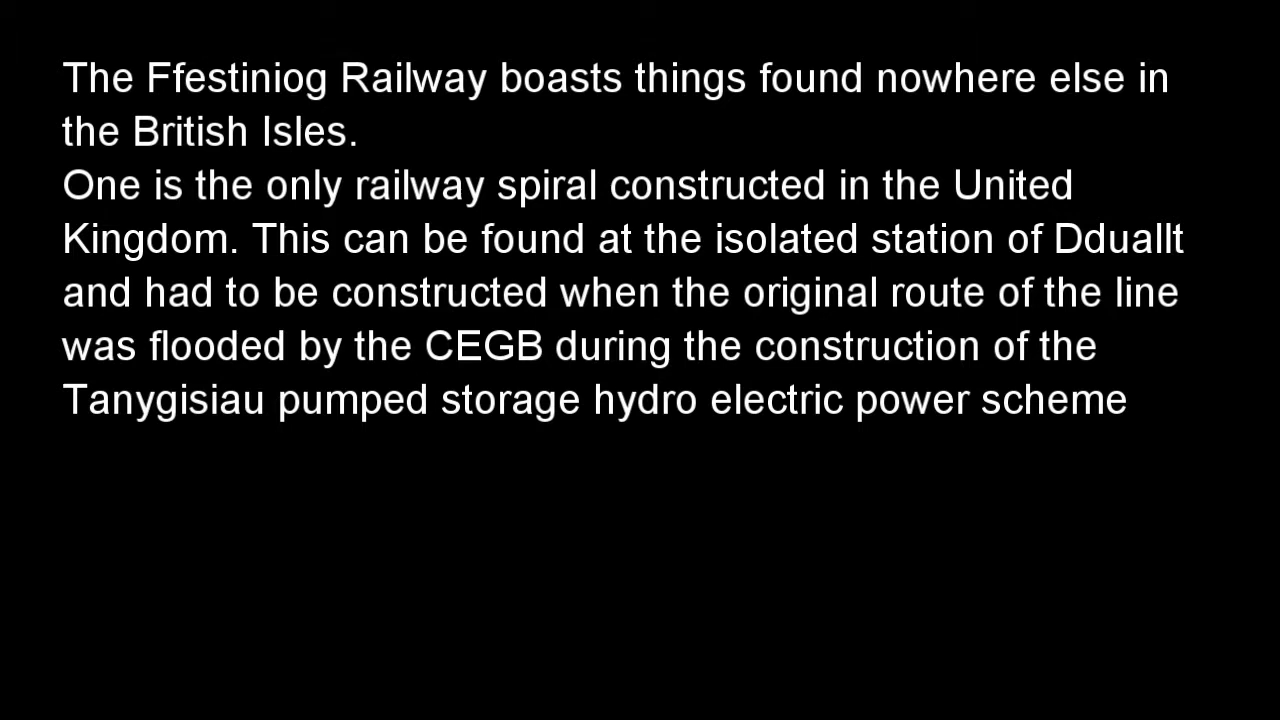 The Ffestiniog Railway boasts things found nowhere else in
the British Isles.
One is the only railway spiral constructed in the United
Kingdom. This can be found at the isolated station of Dduallt
and had to be constructed when the original route of the line
was flooded by the CEGB during the construction of the
Tanygisiau pumped storage hydro electric power scheme